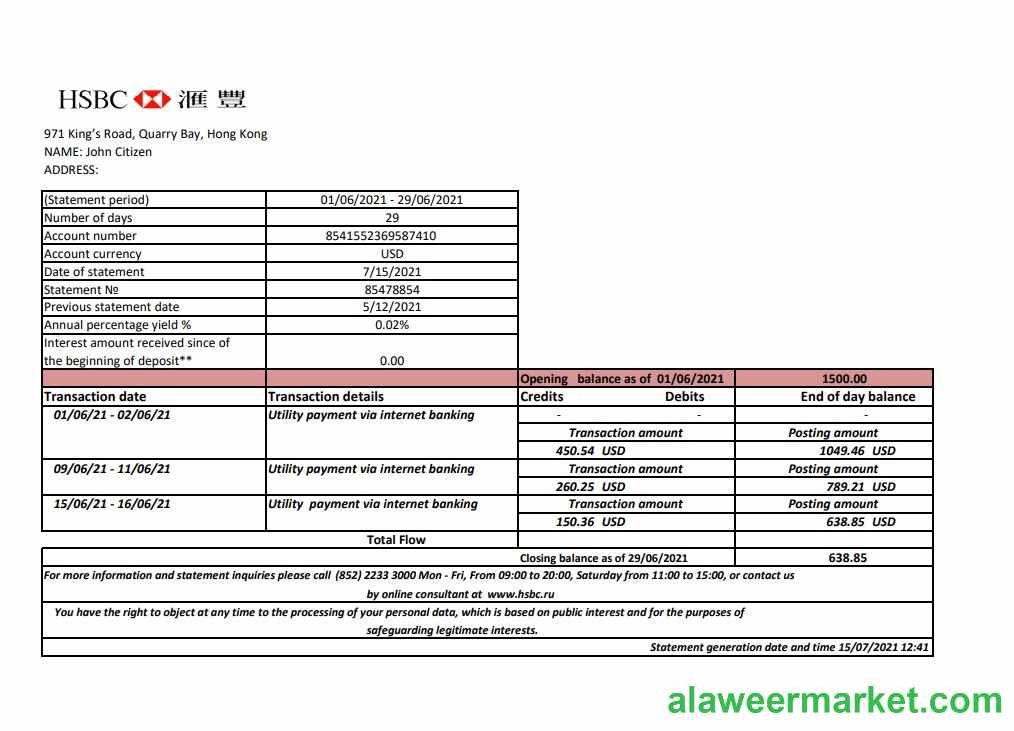 HSBC 滙豐
971 King's Road, Quarry Bay, Hong Kong
NAME: John Citizen
ADDRESS:
(Statement period) 01/06/2021 - 29/06/2021
Number of days 29
Account number 8541552369587410
Account currency USD
Date of statement 7/15/2021
Statement № 85478854
Previous statement date 5/12/2021
Annual percentage yield % 0.02%
Interest amount received since of
the beginning of deposit** 0.00
Opening balance as of 01/06/2021 1500.00
Transaction date Transaction details Credits Debits End of day balance
01/06/21 - 02/06/21 Utility payment via internet banking - - -
Transaction amount Posting amount
450.54 USD 1049.46 USD
09/06/21 - 11/06/21 Utility payment via internet banking Transaction amount Posting amount
260.25 USD 789.21 USD
15/06/21 - 16/06/21 Utility payment via internet banking Transaction amount Posting amount
150.36 USD 638.85 USD
Total Flow
Closing balance as of 29/06/2021 638.85
For more information and statement inquiries please call (852) 2233 3000 Mon - Fri, From 09:00 to 20:00, Saturday from 11:00 to 15:00, or contact us
by online consultant at www.hsbc.ru
You have the right to object at any time to the processing of your personal data, which is based on public interest and for the purposes of
safeguarding legitimate interests.
Statement generation date and time 15/07/2021 12:41
alaweermarket.com